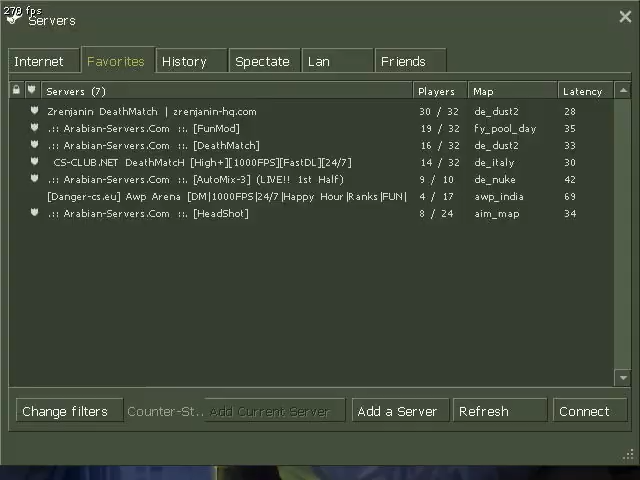 270 fps
Servers
Internet Favorites History Spectate Lan Friends
Servers (7) Players Map Latency
Zrenjanin DeathMatch | zrenjanin-hq.com 30 / 32 de_dust2 28
.:: Arabian-Servers.Com ::. [FunMod] 19 / 32 fy_pool_day 35
.:: Arabian-Servers.Com ::. [DeathMatch] 16 / 32 de_dust2 33
CS-CLUB.NET DeathMatcH [High+][1000FPS][FastDL][24/7] 14 / 32 de_italy 30
.:: Arabian-Servers.Com ::. [AutoMix-3] (LIVE!! 1st Half) 9 / 10 de_nuke 42
[Danger-cs.eu] Awp Arena [DM|1000FPS|24/7|Happy Hour|Ranks|FUN| 4 / 17 awp_india 69
.:: Arabian-Servers.Com ::. [HeadShot] 8 / 24 aim_map 34
Change filters Counter-St.. Add Current Server Add a Server Refresh Connect